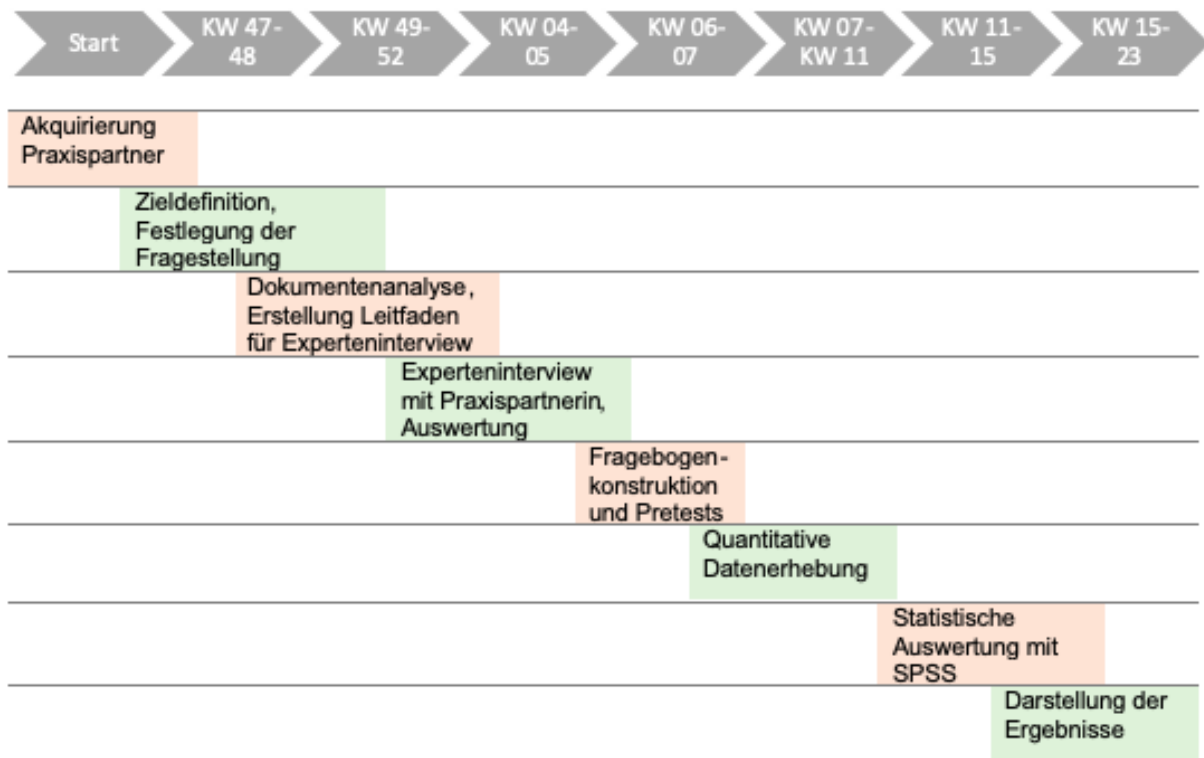 Start
KW 47-
48
KW 49-
52
KW 04-
05
KW 06-
07
KW 07-
KW 11
KW 11-
15
KW 15-
23
Akquirierung
Praxispartner
Zieldefinition,
Festlegung der
Fragestellung
Dokumentenanalyse,
Erstellung Leitfaden
für Experteninterview
Experteninterview
mit Praxispartnerin,
Auswertung
Fragebogen-
konstruktion
und Pretests
Quantitative
Datenerhebung
Statistische
Auswertung mit
SPSS
Darstellung der
Ergebnisse